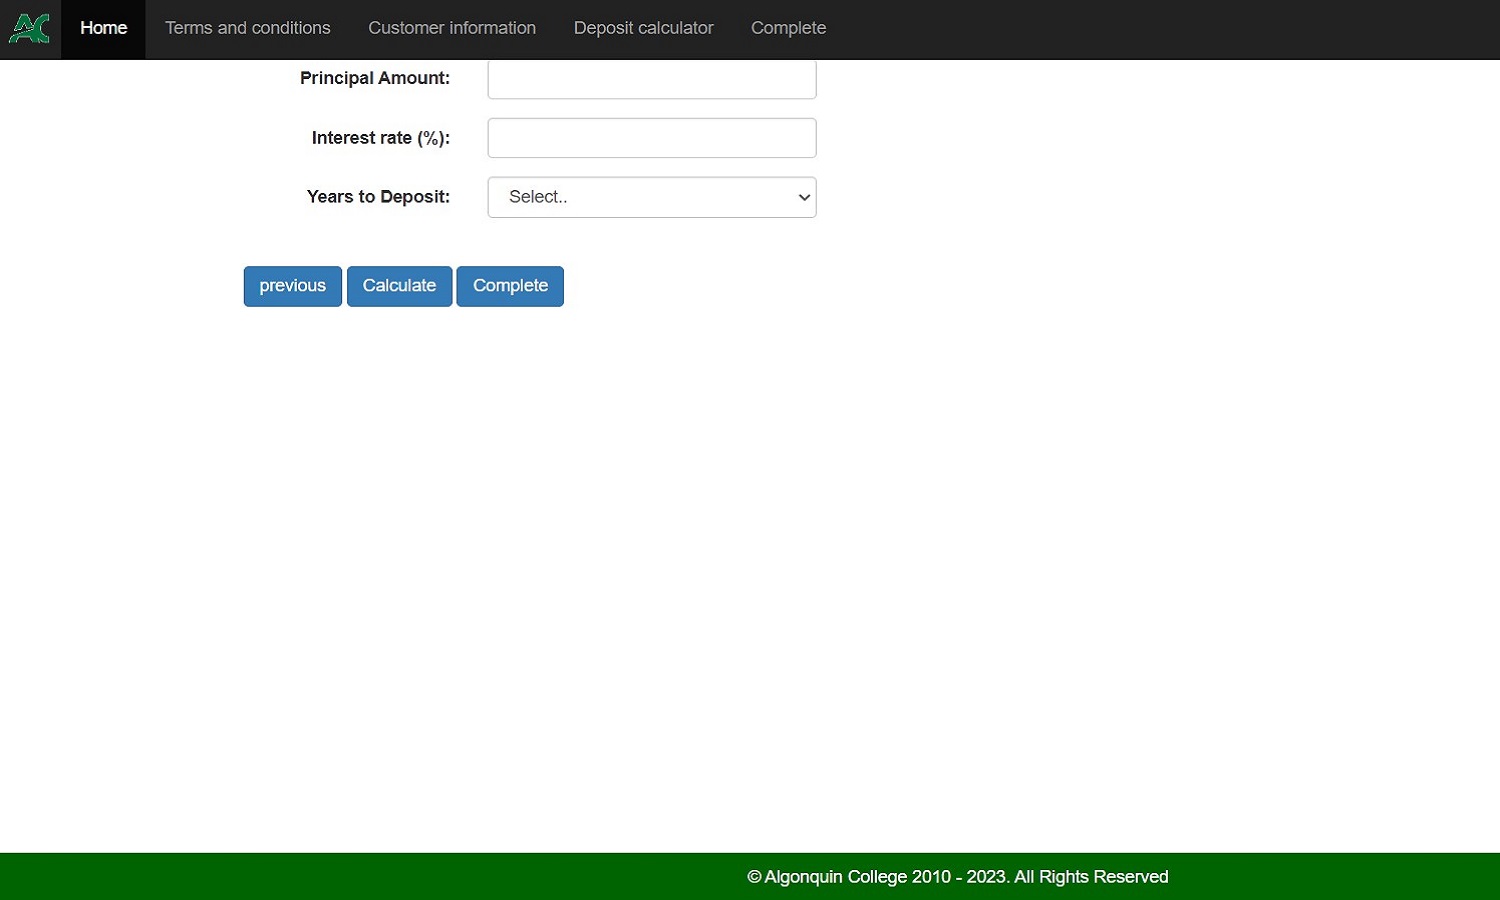 AC Home Terms and conditions Customer information Deposit calculator Complete
Principal Amount:
Interest rate (%):
Years to Deposit: Select..
previous Calculate Complete
© Algonquin College 2010 - 2023. All Rights Reserved